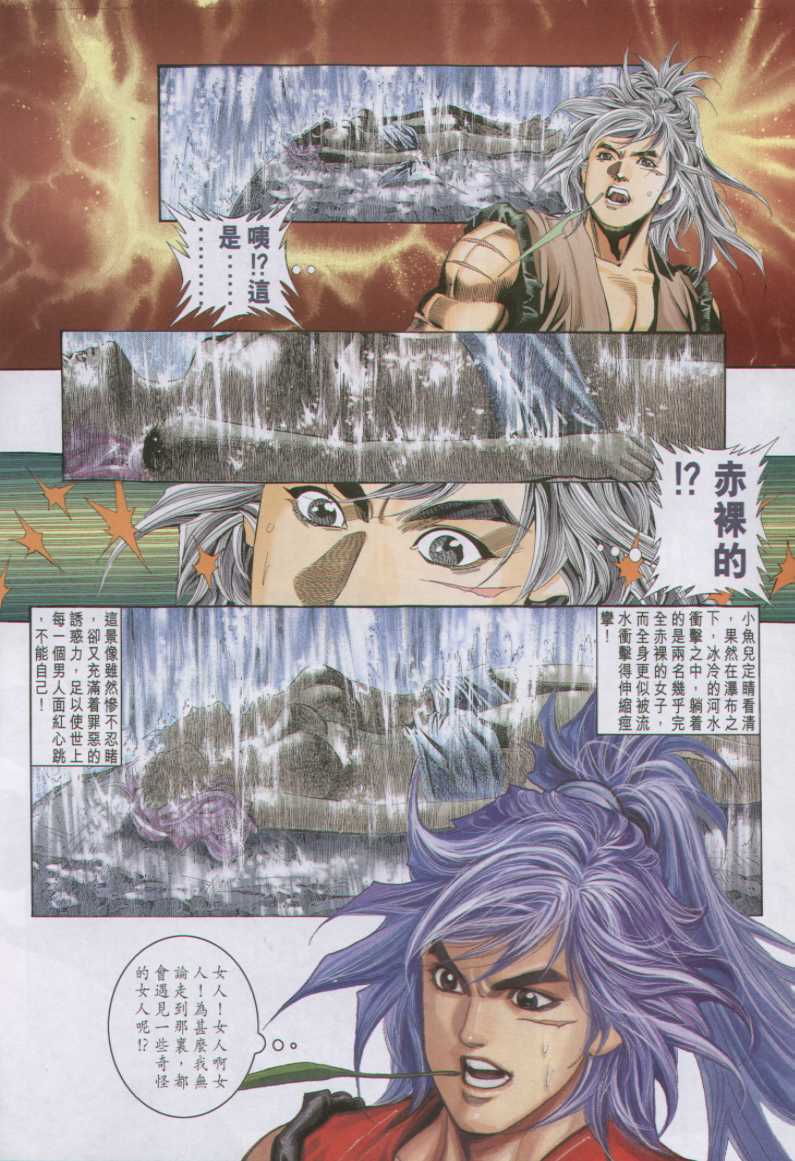 咦!?這
是……
………
赤裸的
!?
小魚兒定睛看清
，果然在瀑布之
下，冰冷的河水
衝擊之中，躺着
的是兩名幾乎完
全赤裸的女子，
而全身更似被流
水衝擊得伸縮痙
攣！
這景像雖然慘不忍睹
，卻又充滿着罪惡的
誘惑力，足以使世上
每一個男人面紅心跳
，不能自己！
女人！女人啊女
人！為甚麼我無
論走到那裏，都
會遇見一些奇怪
的女人呢!?